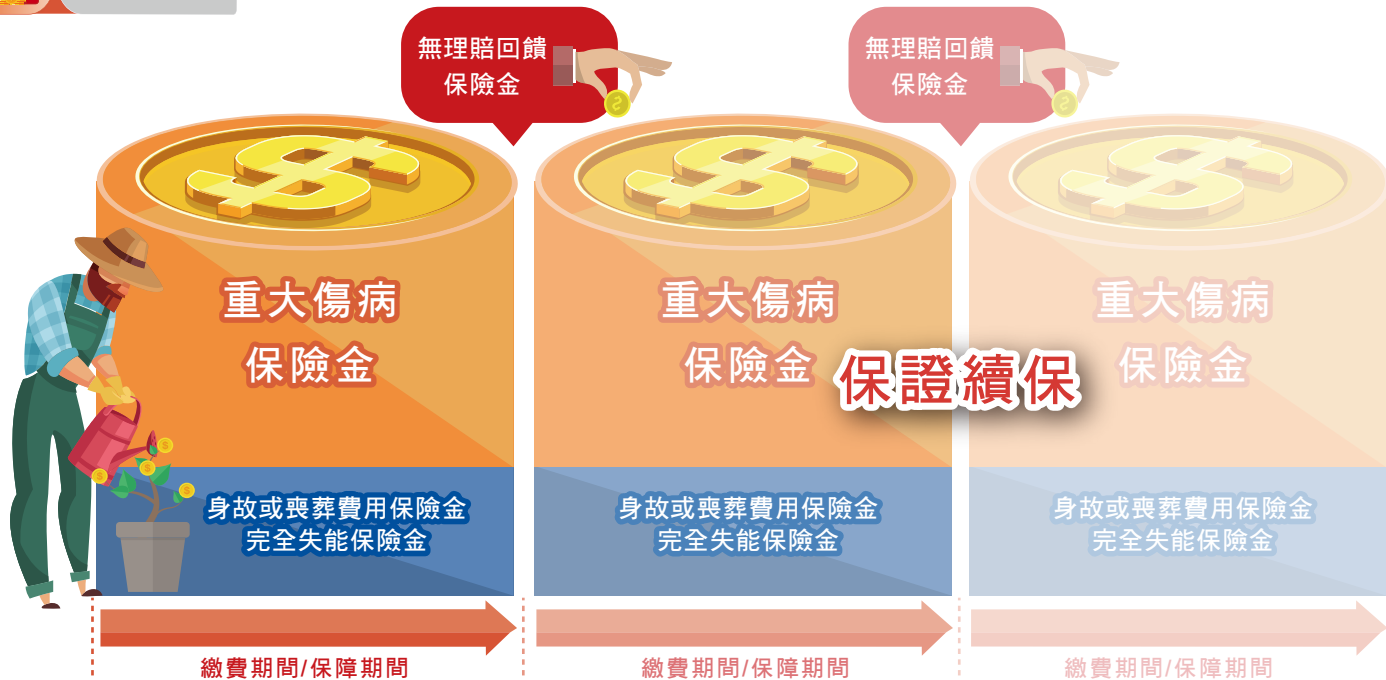 無理賠回饋
保險金
無理賠回饋
保險金
重大傷病
保險金
重大傷病
保險金
重大傷病
保險金
保證續保
身故或喪葬費用保險金
完全失能保險金
身故或喪葬費用保險金
完全失能保險金
身故或喪葬費用保險金
完全失能保險金
繳費期間/保障期間
繳費期間/保障期間
繳費期間/保障期間